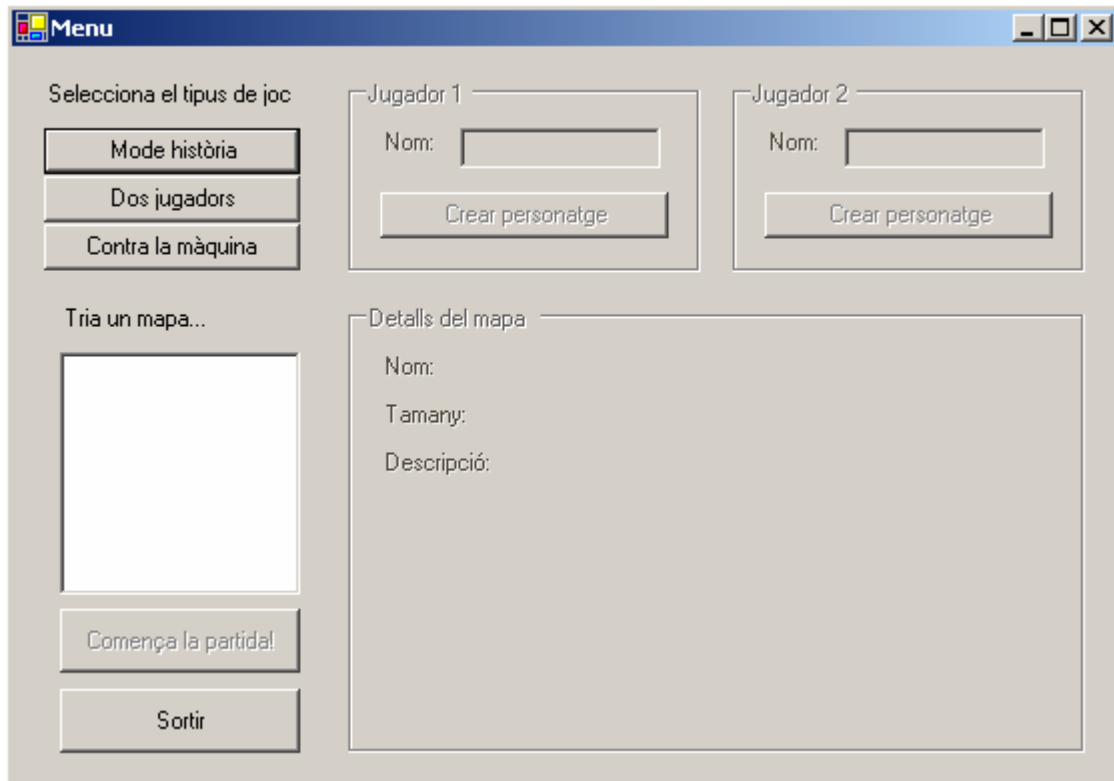 Menu
Selecciona el tipus de joc
Mode història
Dos jugadors
Contra la màquina
Jugador 1
Nom:
Crear personatge
Jugador 2
Nom:
Crear personatge
Tria un mapa...
Comença la partida!
Sortir
Detalls del mapa
Nom:
Tamany:
Descripció: